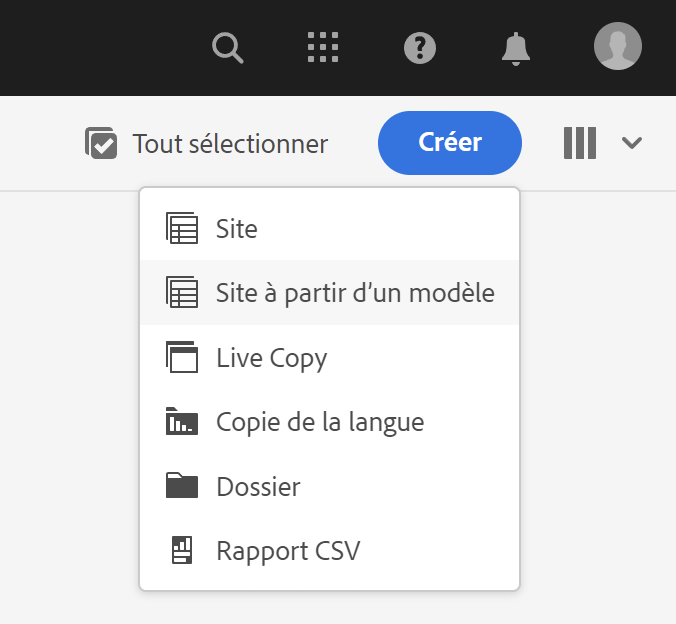 Tout sélectionner
Créer
Site
Site à partir d’un modèle
Live Copy
Copie de la langue
Dossier
Rapport CSV